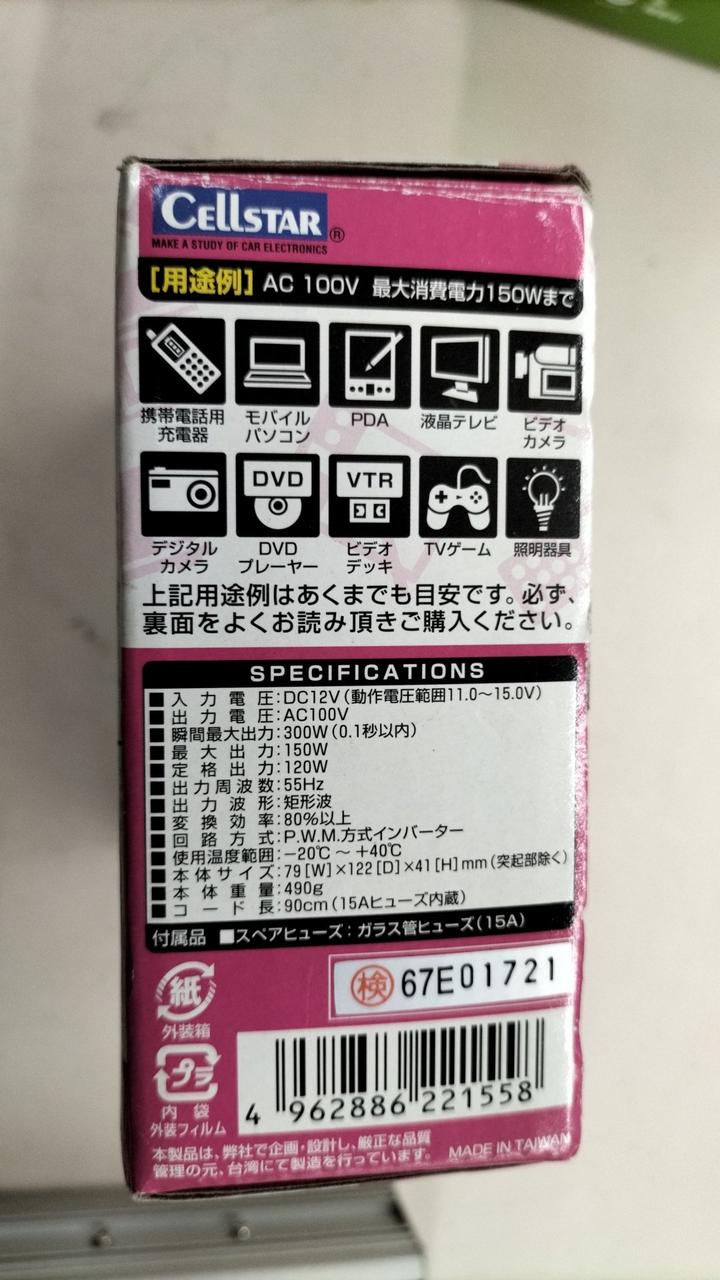 CELLSTAR®
MAKE A STUDY OF CAR ELECTRONICS
[用途例] AC 100V 最大消費電力150Wまで
携帯電話用
充電器
モバイル
パソコン
PDA
液晶テレビ
ビデオ
カメラ
デジタル
カメラ
DVD
DVD
プレーヤー
VTR
ビデオ
デッキ
TVゲーム
照明器具
上記用途例はあくまでも目安です。必ず、
裏面をよくお読み頂きご購入ください。
SPECIFICATIONS
■入力電圧:DC12V(動作電圧範囲11.0〜15.0V)
■出力電圧:AC100V
■瞬間最大出力:300W(0.1秒以内)
■最大出力:150W
■定格出力:120W
■出力周波数:55Hz
■出力波形:矩形波
■変換効率:80%以上
■回路方式:P.W.M.方式インバーター
■使用温度範囲:−20℃ 〜 +40℃
■本体サイズ:79[W]×122[D]×41[H]mm(突起部除く)
■本体重量:490g
■コード長:90cm(15Aヒューズ内蔵)
付属品 ■スペアヒューズ:ガラス管ヒューズ(15A)
検 67E01721
紙
外装箱
プラ
内袋
外装フィルム
4 962886 221558
本製品は、弊社で企画・設計し、厳正な品質
管理の元、台湾にて製造を行っています。
MADE IN TAIWAN